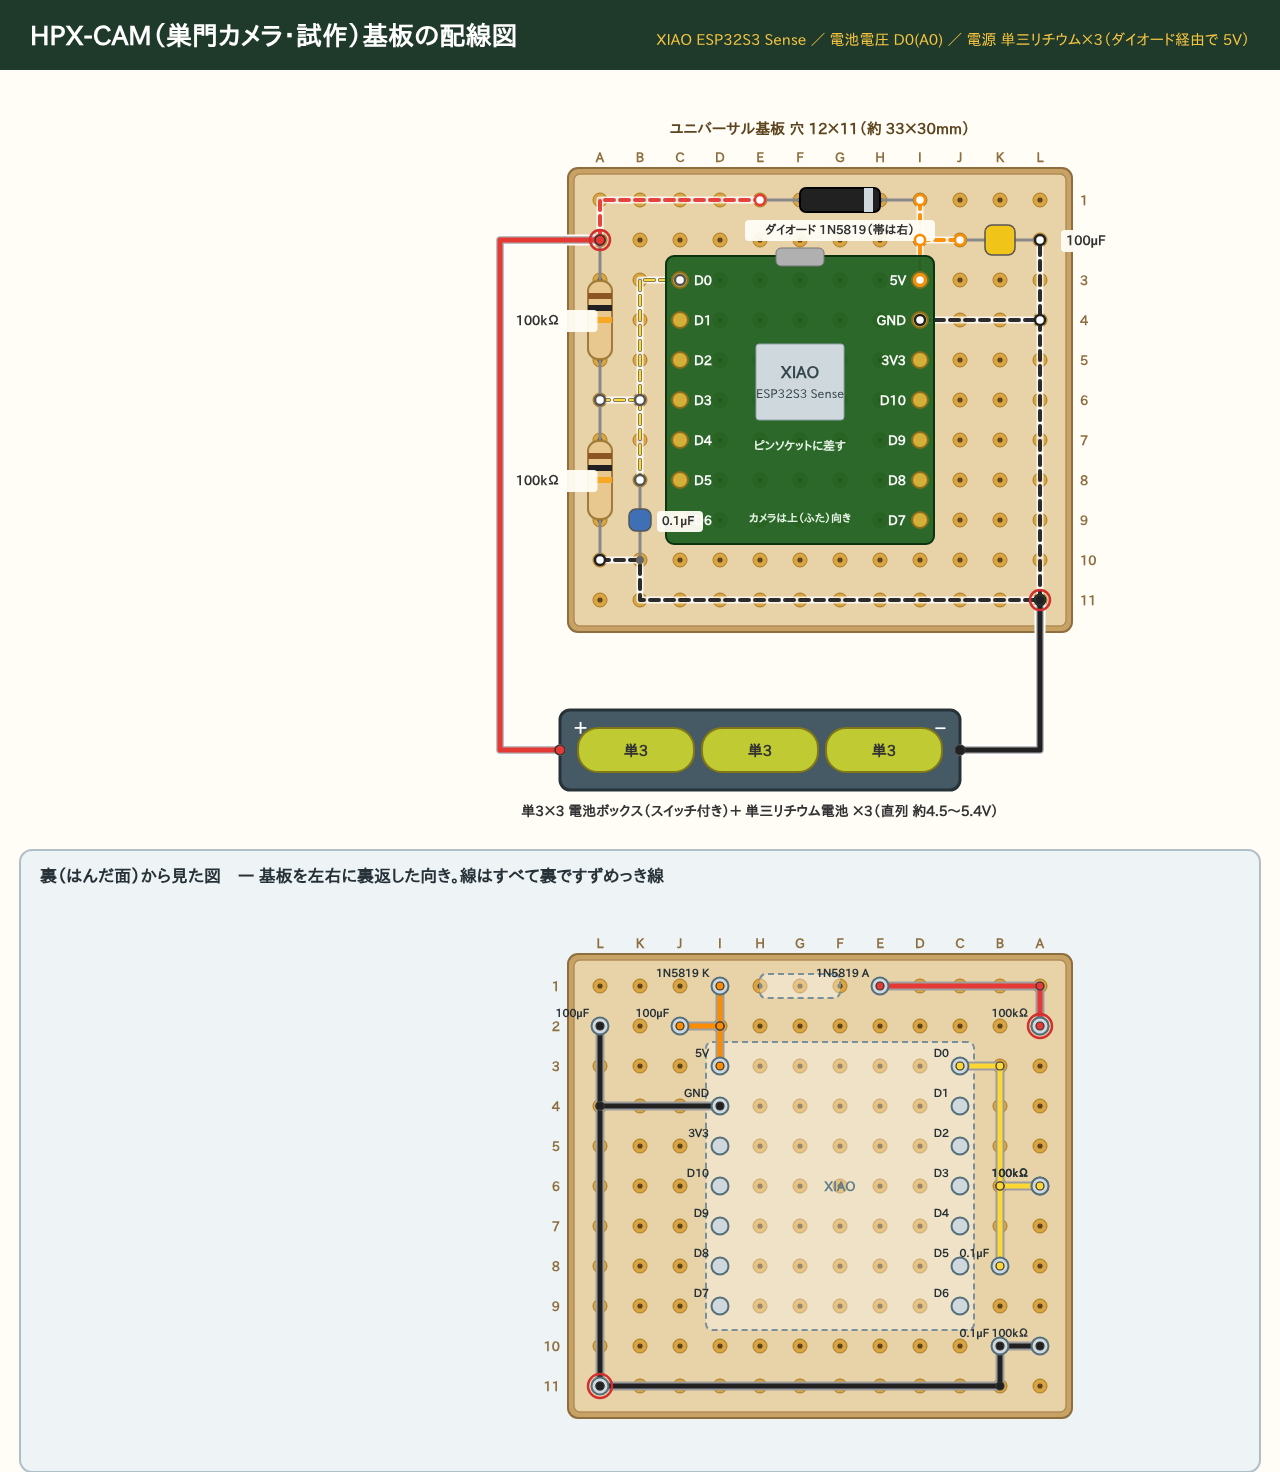 HPX-CAM（巣門カメラ・試作）基板の配線図
XIAO ESP32S3 Sense ／ 電池電圧 D0(A0) ／ 電源 単三リチウム×3（ダイオード経由で 5V）
ユニバーサル基板 穴 12×11（約 33×30mm）
A B C D E F G H I J K L
1
ダイオード 1N5819（帯は右）
100µF
D0 5V 3
100kΩ D1 GND 4
D2 3V3 5
XIAO
ESP32S3 Sense
D3 D10 6
D4 ピンソケットに差す D9 7
100kΩ D5 D8 8
0.1µF 6 カメラは上（ふた）向き D7 9
10
11
＋ −
単3 単3 単3
単3×3 電池ボックス（スイッチ付き）＋ 単三リチウム電池 ×3（直列 約4.5〜5.4V）
裏（はんだ面）から見た図　— 基板を左右に裏返した向き。線はすべて裏ですずめっき線
L K J I H G F E D C B A
1N5819 K 1N5819 A
1
100µF 100µF 100kΩ
2
5V D0
3
GND D1
4
3V3 D2
5
D10 D3 100kΩ
6 XIAO
D9 D4
7
D8 D5 0.1µF
8
D7 D6
9
0.1µF 100kΩ
10
11